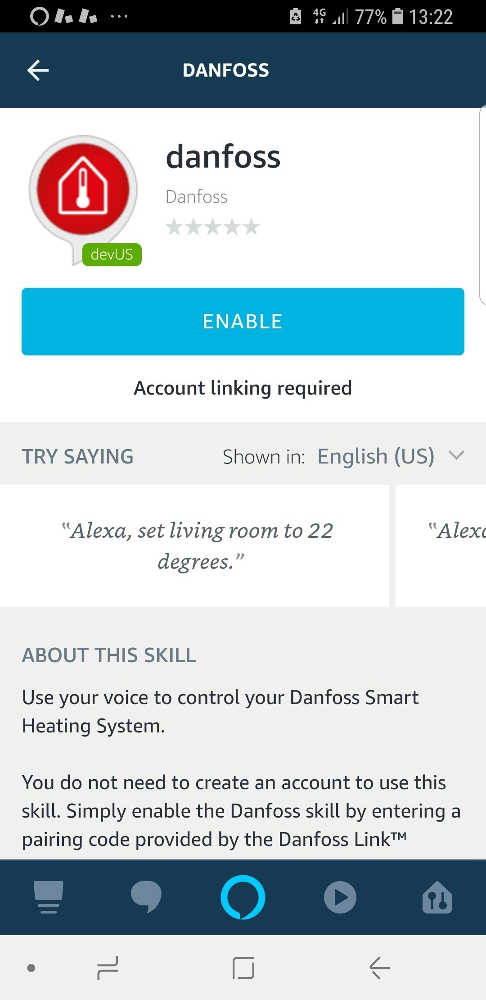 4G 77% 13:22
DANFOSS
danfoss
Danfoss
devUS
ENABLE
Account linking required
TRY SAYING Shown in: English (US)
“Alexa, set living room to 22 “Alexa
degrees.”
ABOUT THIS SKILL
Use your voice to control your Danfoss Smart
Heating System.
You do not need to create an account to use this
skill. Simply enable the Danfoss skill by entering a
pairing code provided by the Danfoss Link™